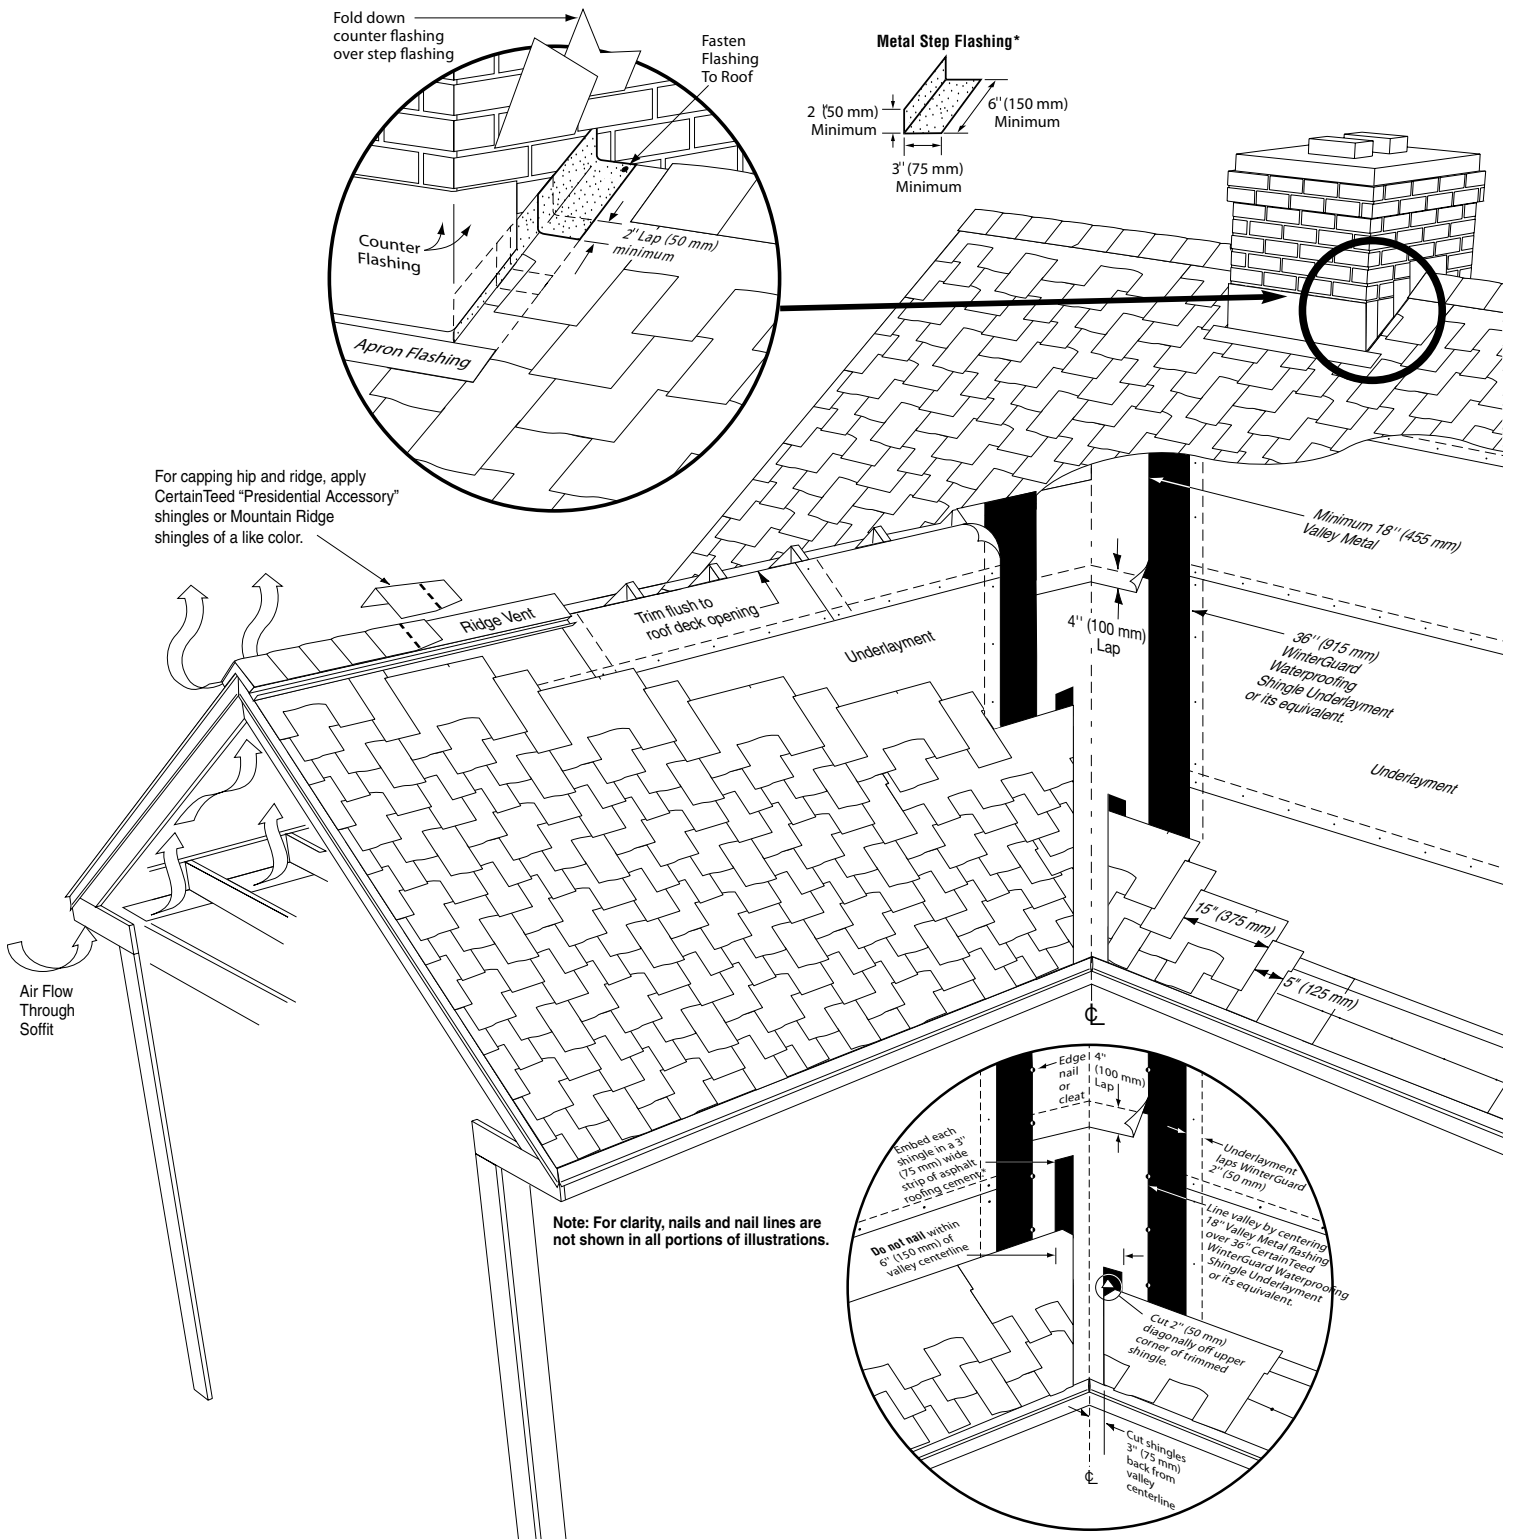 Fold down
counter flashing
over step flashing
Fasten
Flashing
To Roof
Metal Step Flashing*
2 "(50 mm)
Minimum
6" (150 mm)
Minimum
3" (75 mm)
Minimum
Counter
Flashing
2" Lap (50 mm)
minimum
Apron Flashing
For capping hip and ridge, apply
CertainTeed “Presidential Accessory”
shingles or Mountain Ridge
shingles of a like color.
Ridge Vent
Trim flush to
roof deck opening
Underlayment
4" (100 mm)
Lap
Minimum 18" (455 mm)
Valley Metal
36" (915 mm)
WinterGuard
Waterproofing
Shingle Underlayment
or its equivalent.
Underlayment
15" (375 mm)
5" (125 mm)
Air Flow
Through
Soffit
℄
Note: For clarity, nails and nail lines are
not shown in all portions of illustrations.
Edge
nail
or
cleat
4"
(100 mm)
Lap
Embed each
shingle in a 3"
(75 mm) wide
strip of asphalt
roofing cement.*
Do not nail within
6" (150 mm) of
valley centerline
Underlayment
laps WinterGuard
2" (50 mm)
Line valley by centering
18" Valley Metal flashing
over 36" CertainTeed
WinterGuard Waterproofing
Shingle Underlayment
or its equivalent.
Cut 2" (50 mm)
diagonally off upper
corner of trimmed
shingle.
Cut shingles
3" (75 mm)
back from
valley
centerline
℄